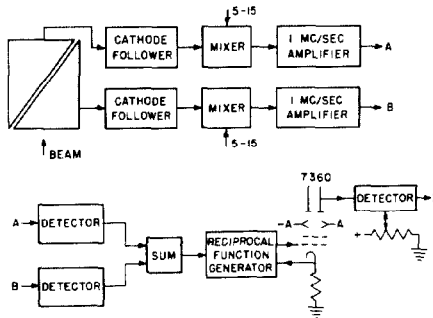 5-15
CATHODE FOLLOWER
MIXER
1 MC/SEC AMPLIFIER
A
CATHODE FOLLOWER
MIXER
1 MC/SEC AMPLIFIER
B
5-15
BEAM
7360
DETECTOR
A
DETECTOR
-A
A
+
SUM
RECIPROCAL FUNCTION GENERATOR
B
DETECTOR